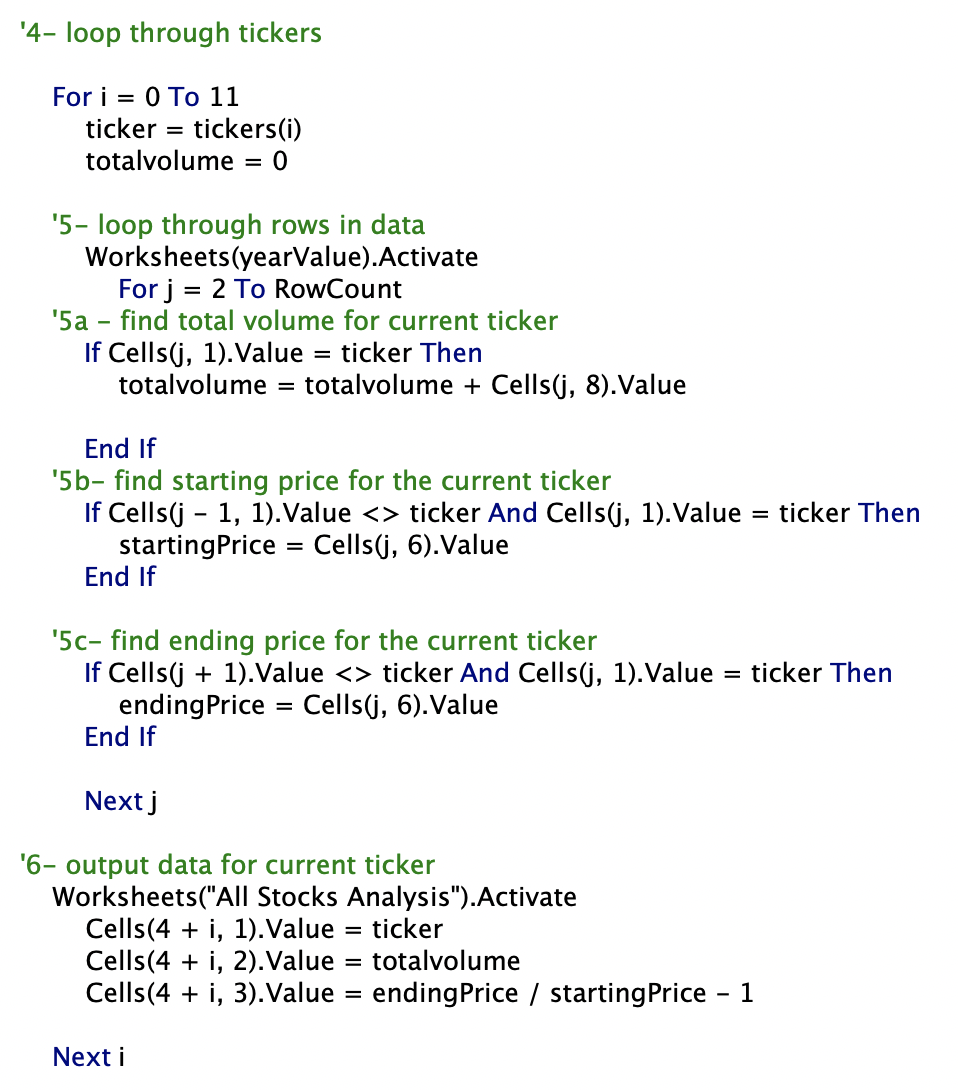 '4- loop through tickers
For i = 0 To 11
ticker = tickers(i)
totalvolume = 0
'5- loop through rows in data
Worksheets(yearValue).Activate
For j = 2 To RowCount
'5a - find total volume for current ticker
If Cells(j, 1).Value = ticker Then
totalvolume = totalvolume + Cells(j, 8).Value
End If
'5b- find starting price for the current ticker
If Cells(j - 1, 1).Value <> ticker And Cells(j, 1).Value = ticker Then
startingPrice = Cells(j, 6).Value
End If
'5c- find ending price for the current ticker
If Cells(j + 1).Value <> ticker And Cells(j, 1).Value = ticker Then
endingPrice = Cells(j, 6).Value
End If
Next j
'6- output data for current ticker
Worksheets("All Stocks Analysis").Activate
Cells(4 + i, 1).Value = ticker
Cells(4 + i, 2).Value = totalvolume
Cells(4 + i, 3).Value = endingPrice / startingPrice - 1
Next i